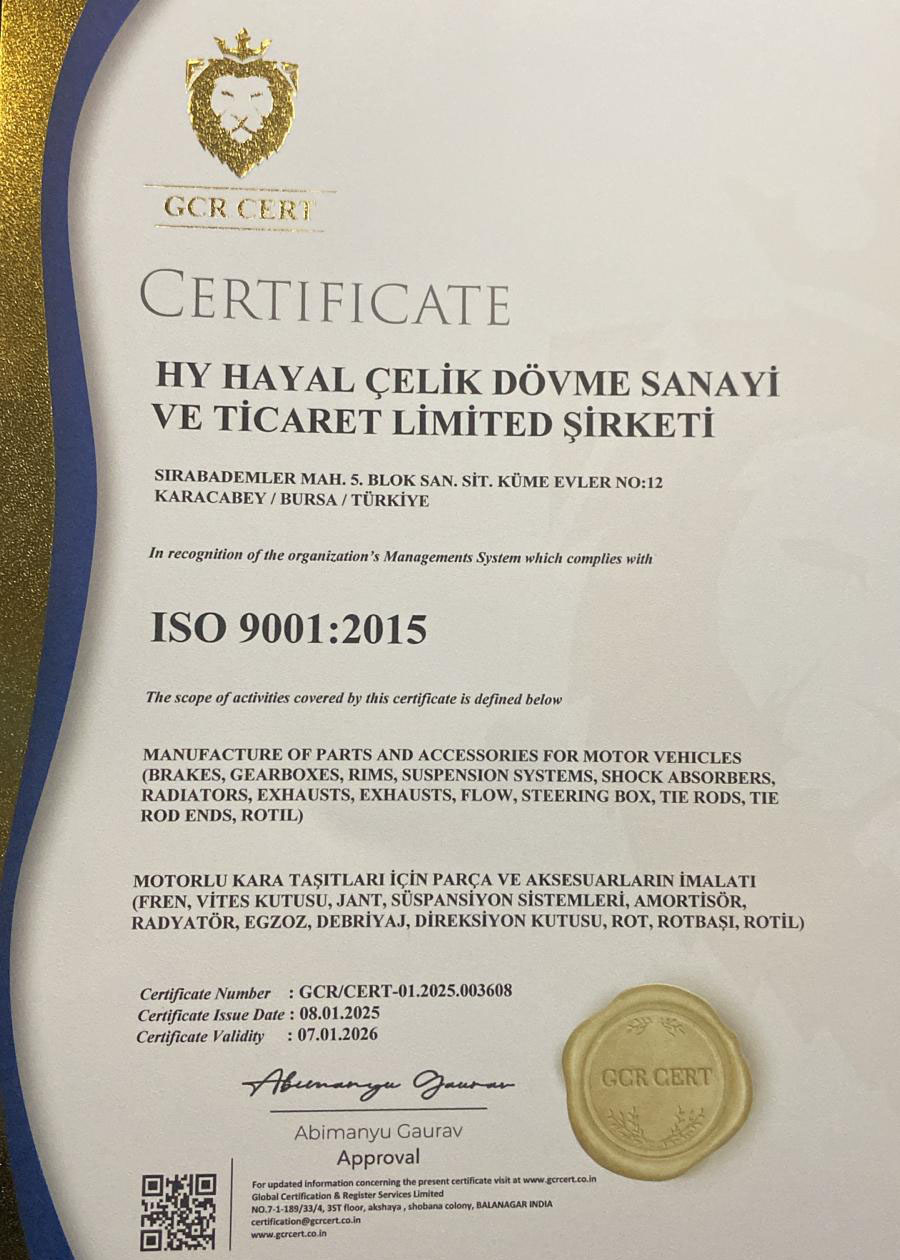 GCR CERT
CERTIFICATE
HY HAYAL ÇELİK DÖVME SANAYİ
VE TİCARET LİMİTED ŞİRKETİ
SIRABADEMLER MAH. 5. BLOK SAN. SİT. KÜME EVLER NO:12
KARACABEY / BURSA / TÜRKİYE
In recognition of the organization's Managements System which complies with
ISO 9001:2015
The scope of activities covered by this certificate is defined below
MANUFACTURE OF PARTS AND ACCESSORIES FOR MOTOR VEHICLES
(BRAKES, GEARBOXES, RIMS, SUSPENSION SYSTEMS, SHOCK ABSORBERS,
RADIATORS, EXHAUSTS, EXHAUSTS, FLOW, STEERING BOX, TIE RODS, TIE
ROD ENDS, ROTIL)
MOTORLU KARA TAŞITLARI İÇİN PARÇA VE AKSESUARLARIN İMALATI
(FREN, VİTES KUTUSU, JANT, SÜSPANSİYON SİSTEMLERİ, AMORTİSÖR,
RADYATÖR, EGZOZ, DEBRİYAJ, DİREKSİYON KUTUSU, ROT, ROTBAŞI, ROTİL)
Certificate Number : GCR/CERT-01.2025.003608
Certificate Issue Date : 08.01.2025
Certificate Validity : 07.01.2026
GCR CERT
Abimanyu Gaurav
Abimanyu Gaurav
Approval
For updated information concerning the present certificate visit at www.gcrcert.co.in
Global Certification & Register Services Limited
NO.7-1-189/33/4, 3ST floor, akshaya , shobana colony, BALANAGAR INDIA
certification@gcrcert.co.in
www.gcrcert.co.in